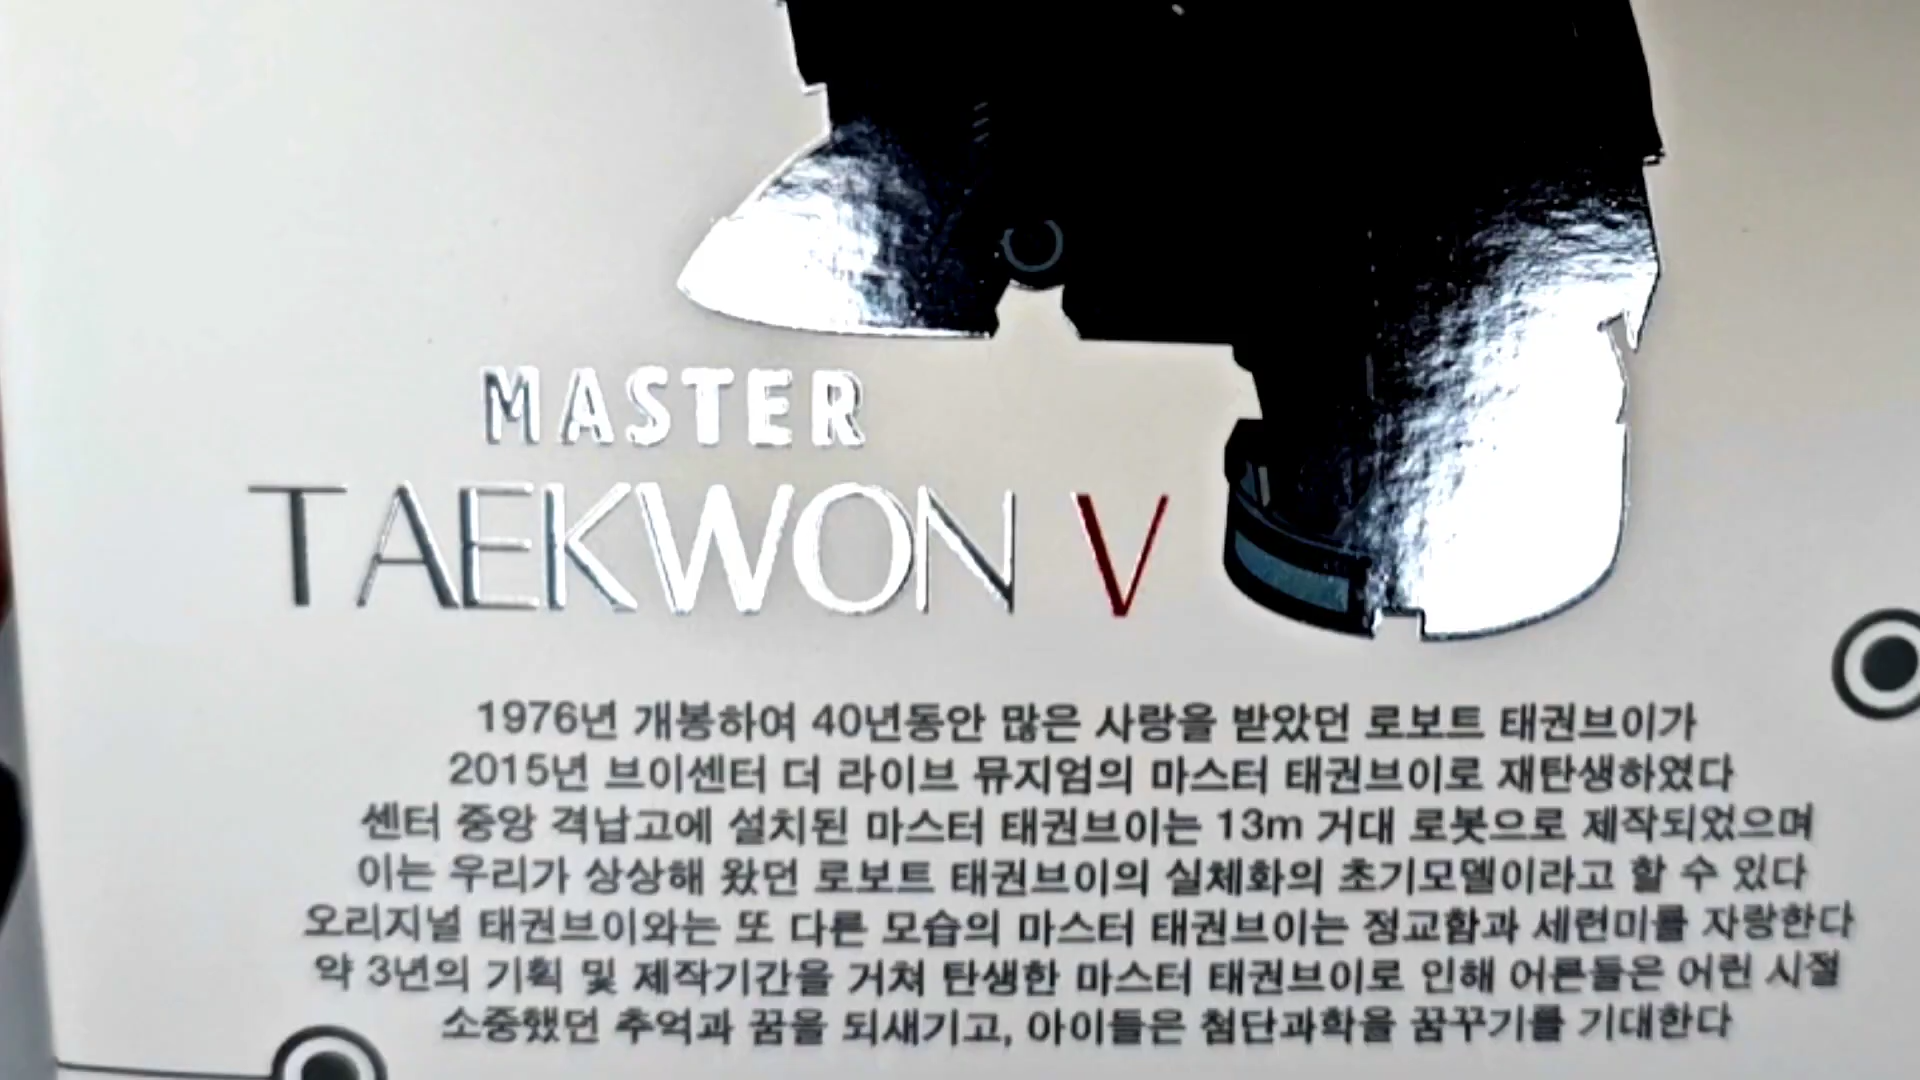 MASTER
TAEKWON V
1976년 개봉하여 40년동안 많은 사랑을 받았던 로보트 태권브이가
2015년 브이센터 더 라이브 뮤지엄의 마스터 태권브이로 재탄생하였다
센터 중앙 격납고에 설치된 마스터 태권브이는 13m 거대 로봇으로 제작되었으며
이는 우리가 상상해 왔던 로보트 태권브이의 실체화의 초기모델이라고 할 수 있다
오리지널 태권브이와는 또 다른 모습의 마스터 태권브이는 정교함과 세련미를 자랑한다
약 3년의 기획 및 제작기간을 거쳐 탄생한 마스터 태권브이로 인해 어른들은 어린 시절
소중했던 추억과 꿈을 되새기고, 아이들은 첨단과학을 꿈꾸기를 기대한다